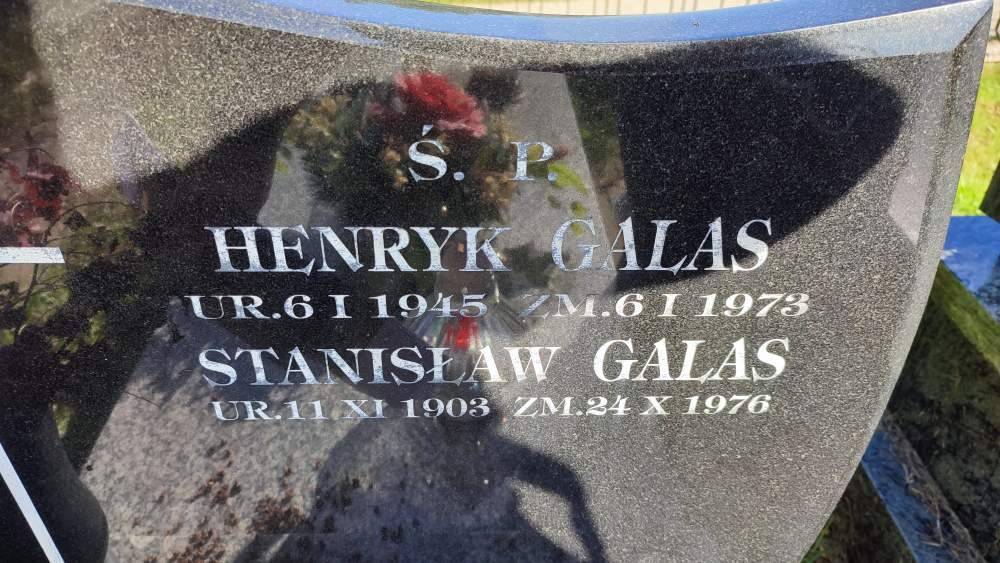 Ś. P.
HENRYK GALAS
UR.6 I 1945 ZM.6 I 1973
STANISŁAW GALAS
UR.11 XI 1903 ZM.24 X 1976